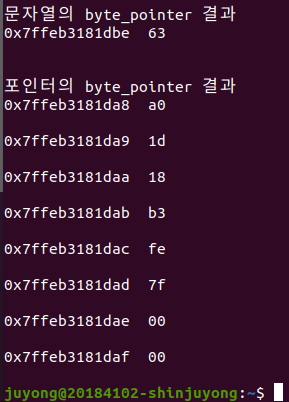 문자열의 byte_pointer 결과
0x7ffeb3181dbe 63
포인터의 byte_pointer 결과
0x7ffeb3181da8 a0
0x7ffeb3181da9 1d
0x7ffeb3181daa 18
0x7ffeb3181dab b3
0x7ffeb3181dac fe
0x7ffeb3181dad 7f
0x7ffeb3181dae 00
0x7ffeb3181daf 00
juyong@20184102-shinjuyong:~$